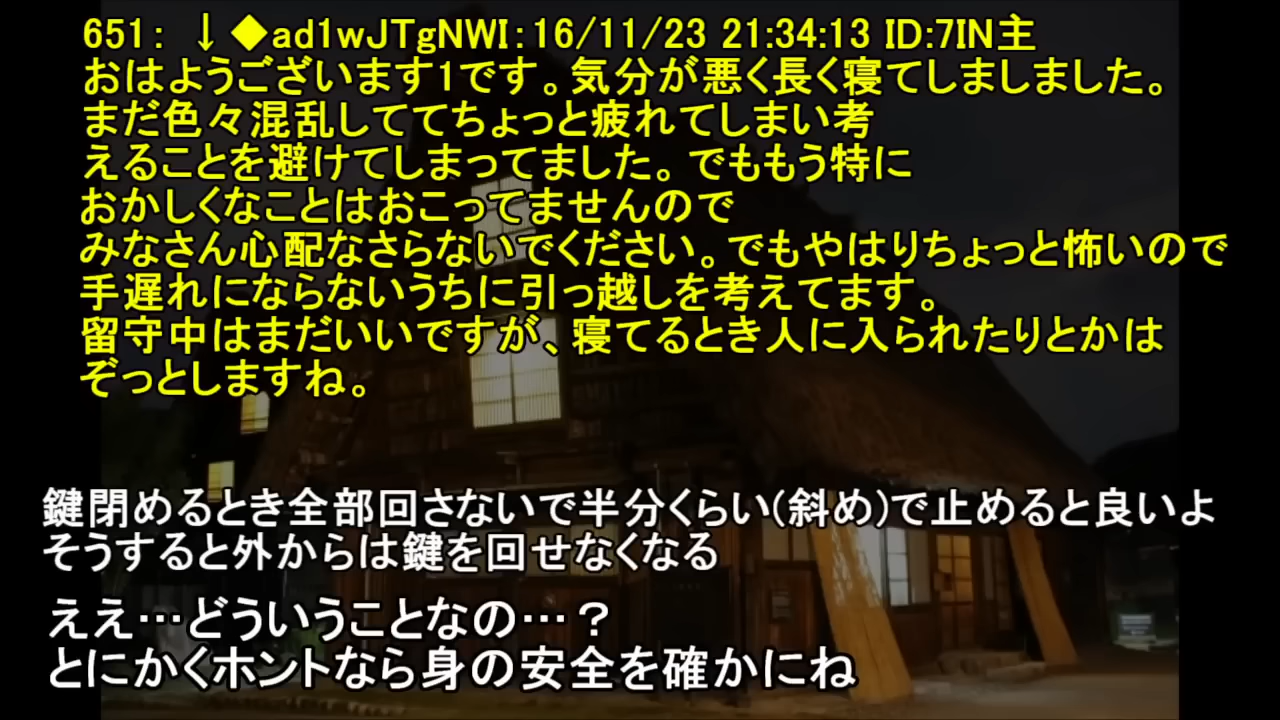 651： ↓◆ad1wJTgNWI：16/11/23 21:34:13 ID:7IN主
おはようございます1です。気分が悪く長く寝てしましました。
まだ色々混乱しててちょっと疲れてしまい考
えることを避けてしまってました。でももう特に
おかしくなことはおこってませんので
みなさん心配なさらないでください。でもやはりちょっと怖いので
手遅れにならないうちに引っ越しを考えてます。
留守中はまだいいですが、寝てるとき人に入られたりとかは
ぞっとしますね。
鍵閉めるとき全部回さないで半分くらい(斜め)で止めると良いよ
そうすると外からは鍵を回せなくなる
ええ…どういうことなの…？
とにかくホントなら身の安全を確かにね